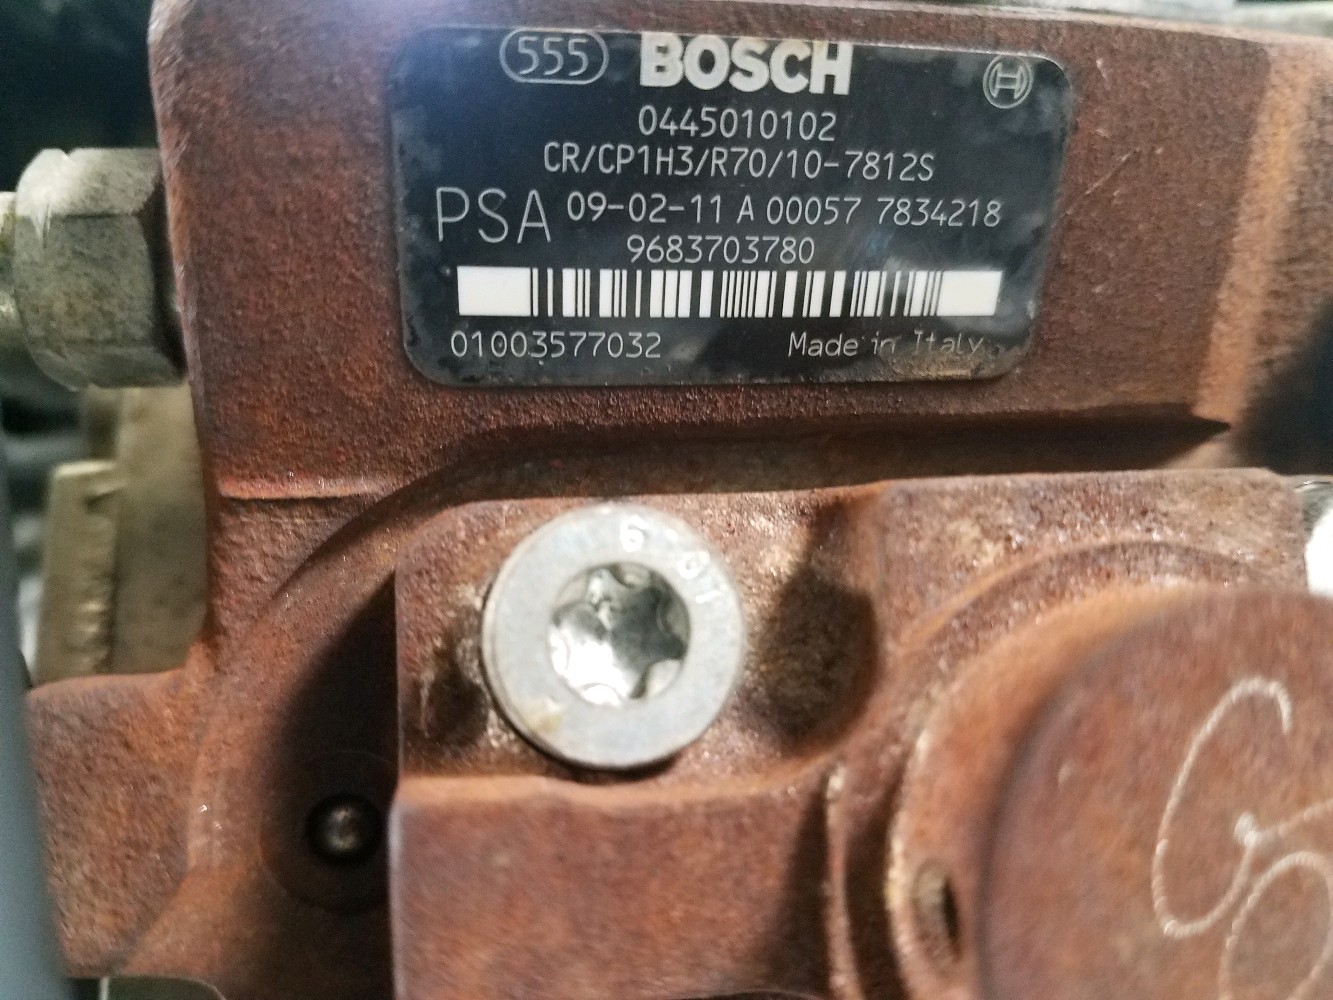 555 BOSCH
0445010102
CR/CP1H3/R70/10-7812S
PSA 09-02-11 A 00057 7834218
9683703780
01003577032 Made in Italy